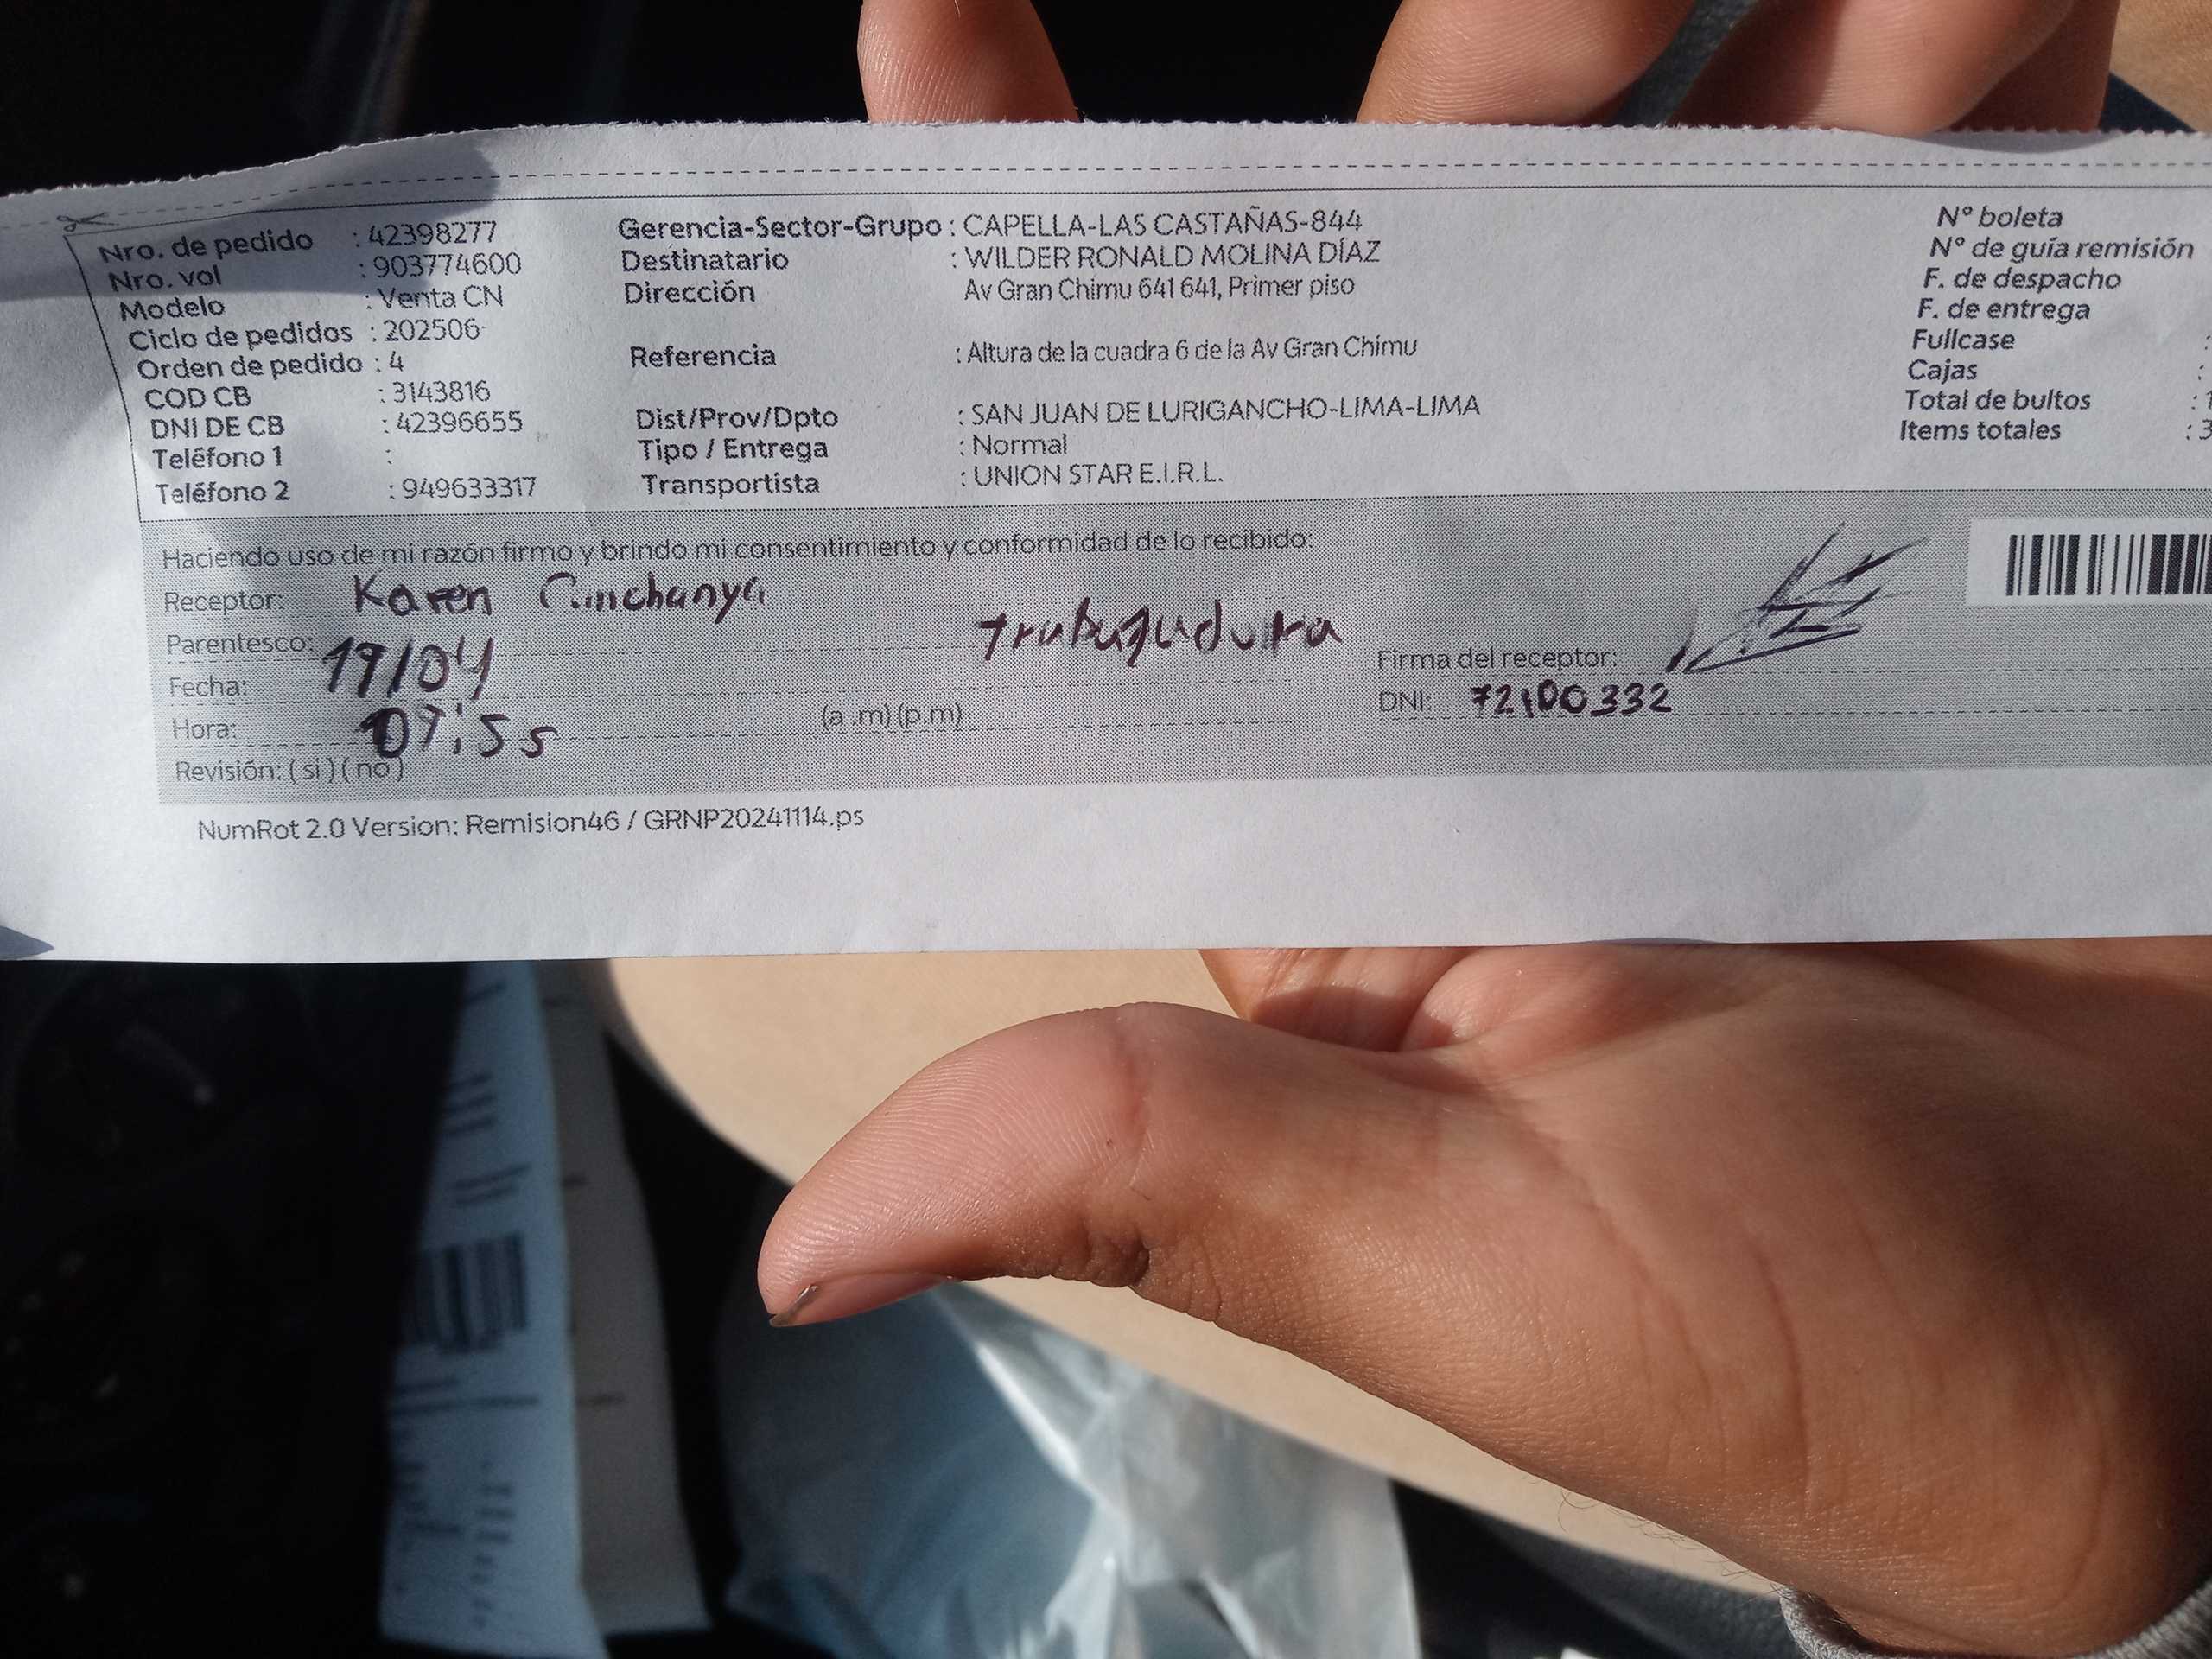 Nro. de pedido : 42398277
Nro. vol : 903774600
Modelo : Venta CN
Ciclo de pedidos : 202506
Orden de pedido : 4
COD CB : 3143816
DNI DE CB : 42396655
Teléfono 1 :
Teléfono 2 : 949633317
Gerencia-Sector-Grupo : CAPELLA-LAS CASTAÑAS-844
Destinatario : WILDER RONALD MOLINA DÍAZ
Dirección Av Gran Chimu 641 641, Primer piso
Referencia : Altura de la cuadra 6 de la Av Gran Chimu
Dist/Prov/Dpto : SAN JUAN DE LURIGANCHO-LIMA-LIMA
Tipo / Entrega : Normal
Transportista : UNION STAR E.I.R.L.
N° boleta
N° de guía remisión
F. de despacho
F. de entrega
Fullcase :
Cajas :
Total de bultos : 1
Items totales : 3
Haciendo uso de mi razón firmo y brindo mi consentimiento y conformidad de lo recibido:
Receptor: Karen
Parentesco:
Fecha: 19/04
Hora: 09:55 (a .m) (p.m)
Revisión: ( si ) ( no )
Firma del receptor:
DNI: 72100332
NumRot 2.0 Version: Remision46 / GRNP20241114.ps